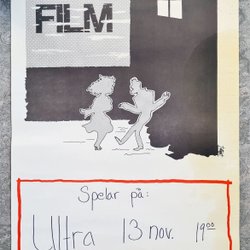 FILM
Spelar på:
Ultra 13 nov. 19⁰⁰